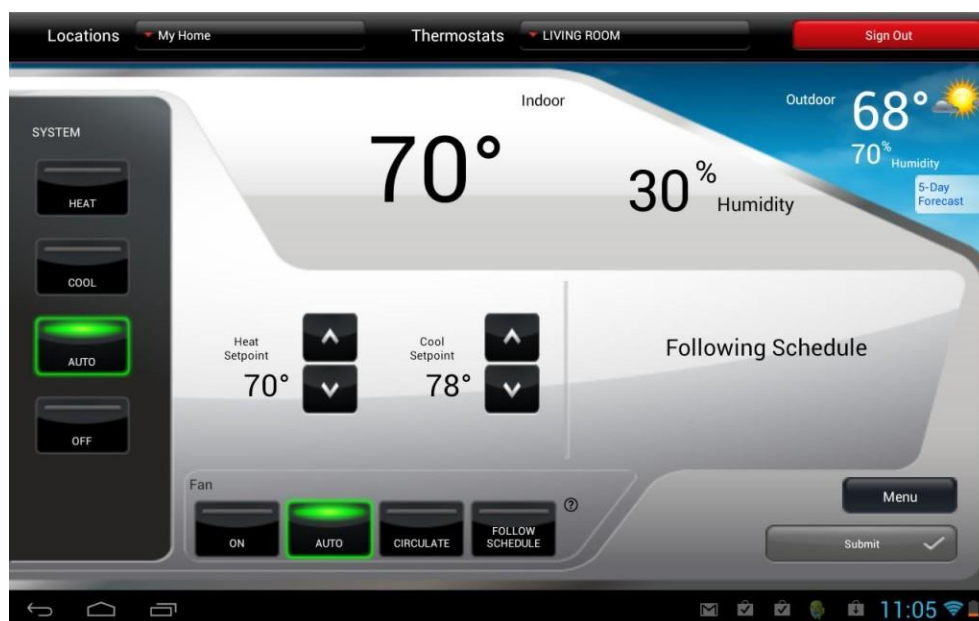 Locations My Home Thermostats LIVING ROOM Sign Out
Indoor
70°
30% Humidity
Outdoor 68°
70% Humidity
5-Day
Forecast
SYSTEM
HEAT
COOL
AUTO
OFF
Heat
Setpoint
70°
Cool
Setpoint
78°
Following Schedule
Fan
ON
AUTO
CIRCULATE
FOLLOW
SCHEDULE
?
Menu
Submit
11:05